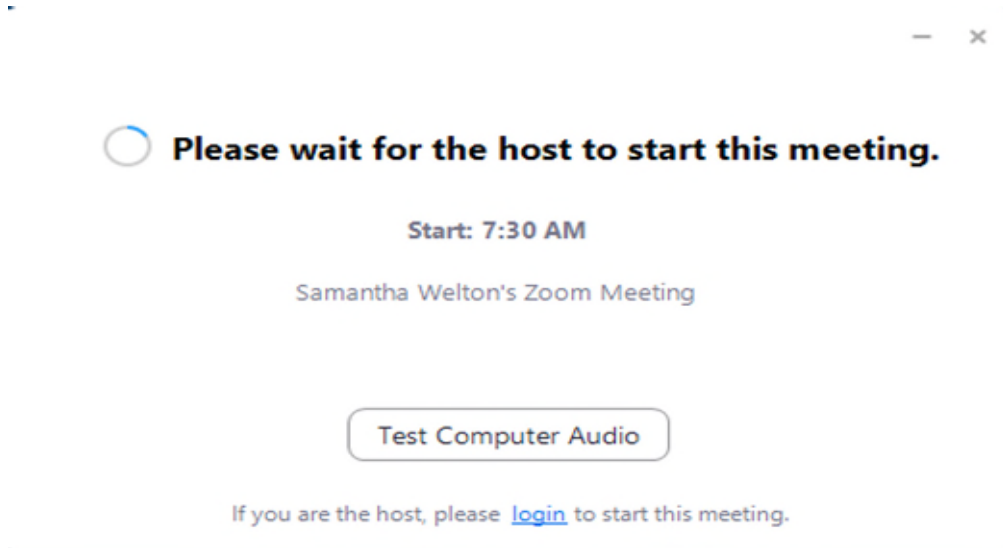 Please wait for the host to start this meeting.
Start: 7:30 AM
Samantha Welton's Zoom Meeting
Test Computer Audio
If you are the host, please login to start this meeting.